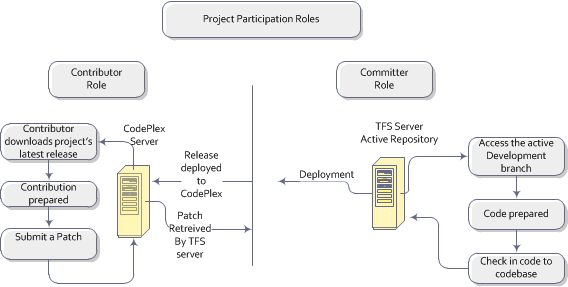 Project Participation Roles
Contributor
Role
Committer
Role
Contributor
downloads project's
latest release
Contribution
prepared
Submit a Patch
CodePlex
Server
Release
deployed
to
CodePlex
Patch
Retreived
By TFS
server
Deployment
TFS Server
Active Repository
Access the active
Development
branch
Code prepared
Check in code to
codebase